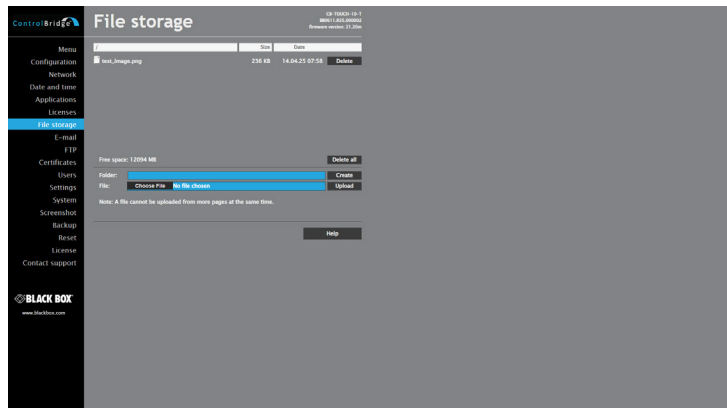 ControlBridge
File storage
CB-TOUCH-10-T
firmware version: 21.20m
Menu
Configuration
Network
Date and time
Applications
Licenses
File storage
E-mail
FTP
Certificates
Users
Settings
System
Screenshot
Backup
Reset
License
Contact support
BLACK BOX
www.blackbox.com
/ Size Date
test_image.png 236 KB 14.04.25 07:58 Delete
Free space: 12094 MB Delete all
Folder: Create
File: Choose File No file chosen Upload
Note: A file cannot be uploaded from more pages at the same time.
Help